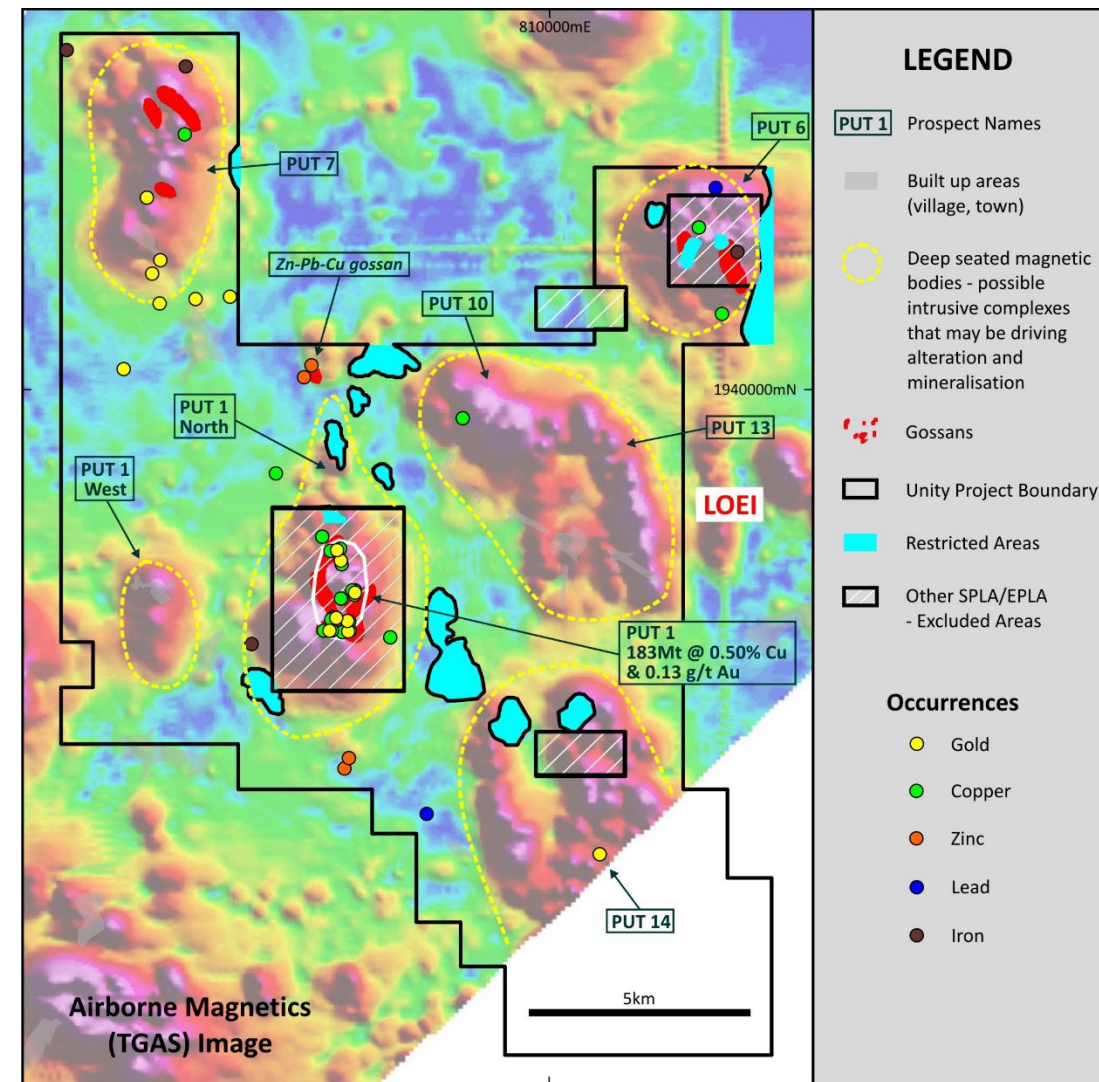 810000mE
PUT 6
PUT 7
Zn-Pb-Cu gossan
PUT 10
1940000mN
PUT 1
North
PUT 13
PUT 1
West
LOEI
PUT 1
183Mt @ 0.50% Cu
& 0.13 g/t Au
PUT 14
5km
Airborne Magnetics
(TGAS) Image
LEGEND
PUT 1 Prospect Names
Built up areas
(village, town)
Deep seated magnetic
bodies - possible
intrusive complexes
that may be driving
alteration and
mineralisation
Gossans
Unity Project Boundary
Restricted Areas
Other SPLA/EPLA
- Excluded Areas
Occurrences
Gold
Copper
Zinc
Lead
Iron